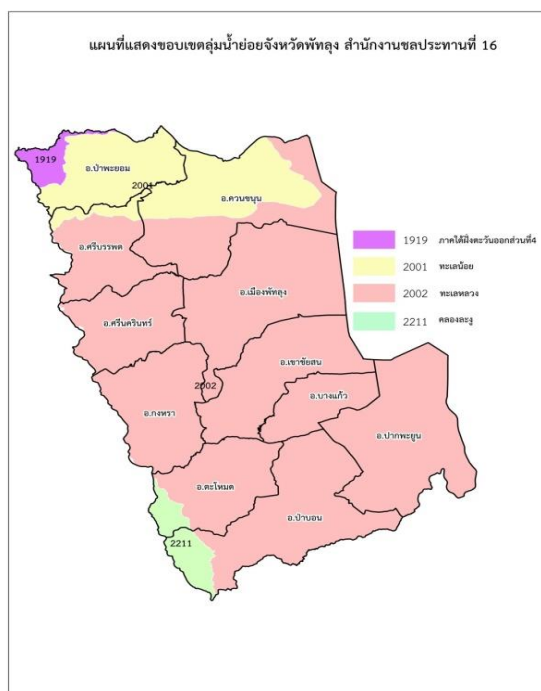 แผนที่แสดงขอบเขตลุ่มน้ำย่อยจังหวัดพัทลุง สำนักงานชลประทานที่ 16
1919
อ.ป่าพะยอม
2001
อ.ควนขนุน
อ.ศรีบรรพต
1919 ภาคใต้ฝั่งตะวันออกส่วนที่4
2001 ทะเลน้อย
2002 ทะเลหลวง
2211 คลองละงู
อ.เมืองพัทลุง
อ.ศรีนครินทร์
อ.เขาชัยสน
2002
อ.บางแก้ว
อ.กงหรา
อ.ปากพะยูน
อ.ตะโหมด
อ.ป่าบอน
2211